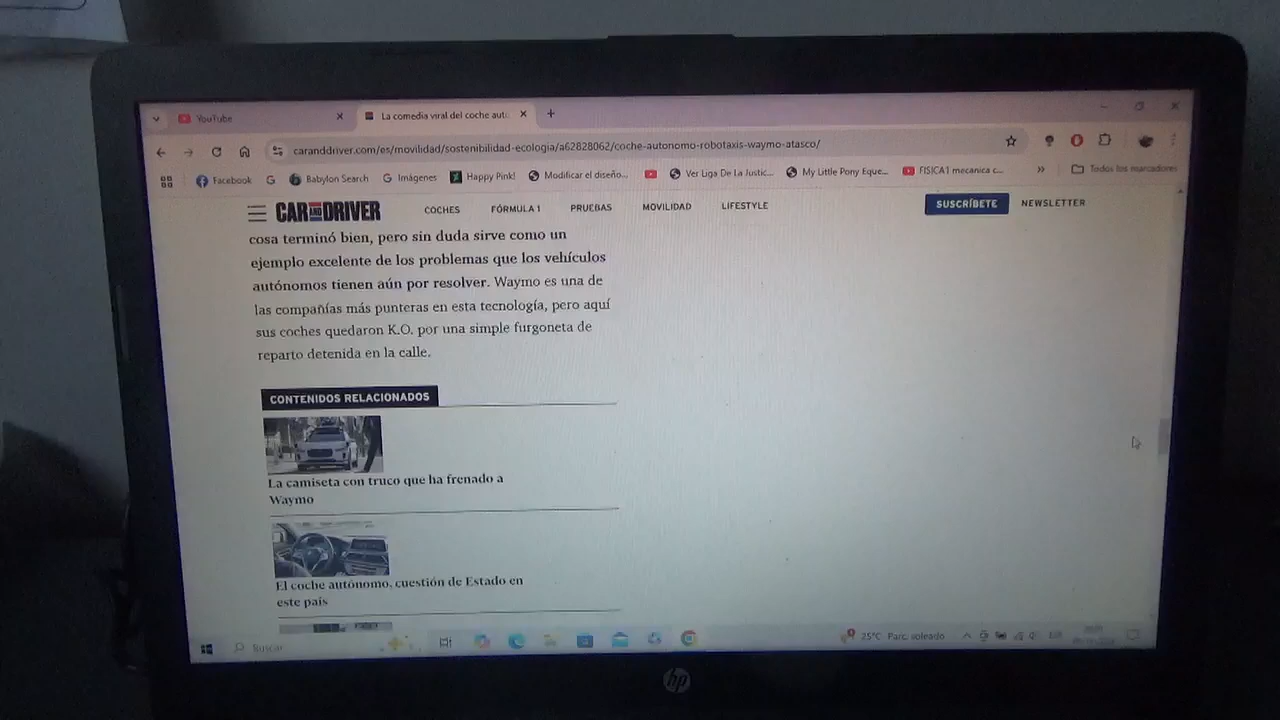 YouTube
La comedia viral del coche aut
caranddriver.com/es/movilidad/sostenibilidad-ecologia/a62828062/coche-autonomo-robotaxis-waymo-atasco/
Facebook
G
Babylon Search
Imágenes
Happy Pink!
Modificar el diseño...
Ver Liga De La Justic...
My Little Pony Eque...
FISICA1 mecanica c...
»
Todos los marcadores
CAR AND DRIVER
COCHES
FÓRMULA 1
PRUEBAS
MOVILIDAD
LIFESTYLE
SUSCRÍBETE
NEWSLETTER
cosa terminó bien, pero sin duda sirve como un
ejemplo excelente de los problemas que los vehículos
autónomos tienen aún por resolver. Waymo es una de
las compañías más punteras en esta tecnología, pero aquí
sus coches quedaron K.O. por una simple furgoneta de
reparto detenida en la calle.
CONTENIDOS RELACIONADOS
La camiseta con truco que ha frenado a
Waymo
El coche autónomo, cuestión de Estado en
este país
Buscar
25°C Parc. soleado
hp